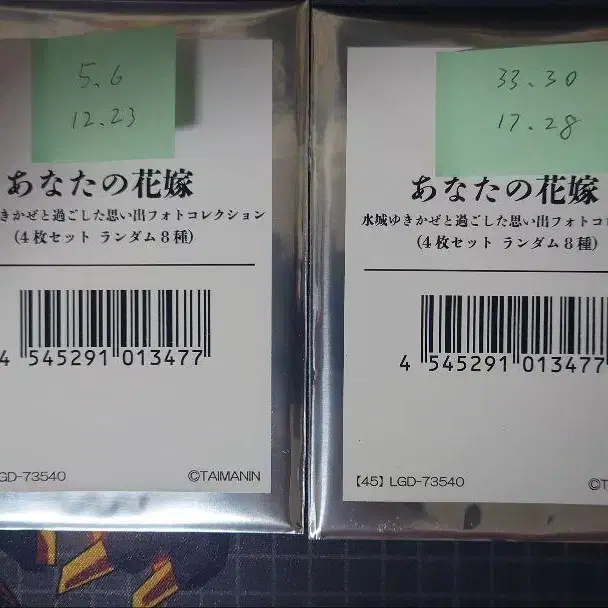 5.6
12.23
あなたの花嫁
きかぜと過ごした思い出フォトコレクション
(4枚セット ランダム8種)
4 545291 013477
GD-73540
©TAIMANIN
33.30
17.28
あなたの花嫁
水城ゆきかぜと過ごした思い出フォトコ
(4枚セット ランダム8種)
4 545291 013477
【45】LGD-73540
©T